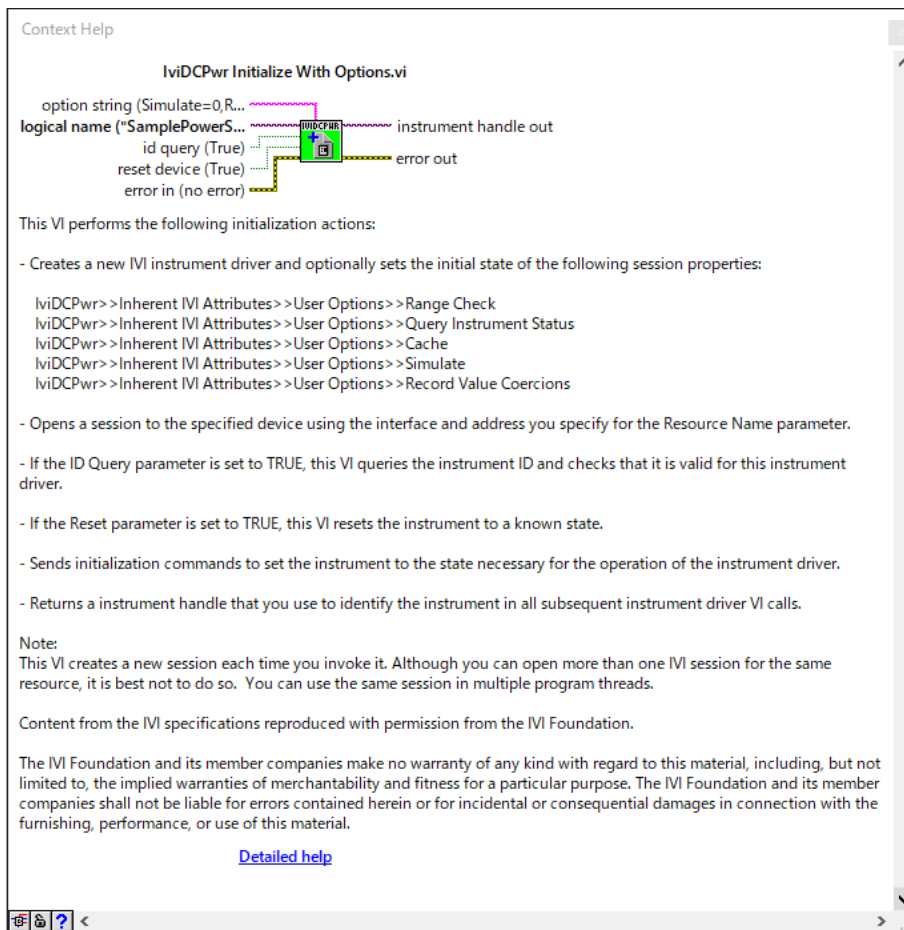 Context Help
IviDCPwr Initialize With Options.vi
option string (Simulate=0,R...
logical name ("SamplePowerS...
IVIDCPWR
instrument handle out
id query (True)
error out
reset device (True)
error in (no error)
This VI performs the following initialization actions:
- Creates a new IVI instrument driver and optionally sets the initial state of the following session properties:
IviDCPwr>>Inherent IVI Attributes>>User Options>>Range Check
IviDCPwr>>Inherent IVI Attributes>>User Options>>Query Instrument Status
IviDCPwr>>Inherent IVI Attributes>>User Options>>Cache
IviDCPwr>>Inherent IVI Attributes>>User Options>>Simulate
IviDCPwr>>Inherent IVI Attributes>>User Options>>Record Value Coercions
- Opens a session to the specified device using the interface and address you specify for the Resource Name parameter.
- If the ID Query parameter is set to TRUE, this VI queries the instrument ID and checks that it is valid for this instrument
driver.
- If the Reset parameter is set to TRUE, this VI resets the instrument to a known state.
- Sends initialization commands to set the instrument to the state necessary for the operation of the instrument driver.
- Returns a instrument handle that you use to identify the instrument in all subsequent instrument driver VI calls.
Note:
This VI creates a new session each time you invoke it. Although you can open more than one IVI session for the same
resource, it is best not to do so.  You can use the same session in multiple program threads.
Content from the IVI specifications reproduced with permission from the IVI Foundation.
The IVI Foundation and its member companies make no warranty of any kind with regard to this material, including, but not
limited to, the implied warranties of merchantability and fitness for a particular purpose. The IVI Foundation and its member
companies shall not be liable for errors contained herein or for incidental or consequential damages in connection with the
furnishing, performance, or use of this material.
Detailed help
?